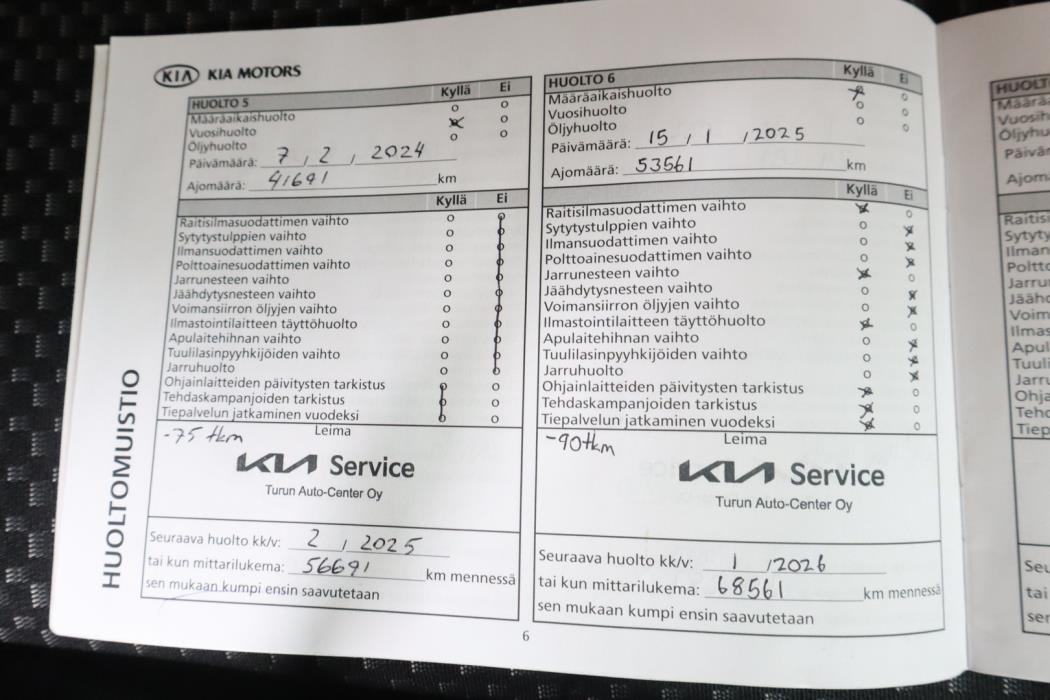 KIA KIA MOTORS
HUOLTO 5 Kyllä Ei
Määräaikaishuolto
Vuosihuolto
Öljyhuolto
Päivämäärä: 7 / 2 , 2024
Ajomäärä: 41691 km
Kyllä Ei
Raitisilmasuodattimen vaihto
Sytytystulppien vaihto
Ilmansuodattimen vaihto
Polttoainesuodattimen vaihto
Jarrunesteen vaihto
Jäähdytysnesteen vaihto
Voimansiirron öljyjen vaihto
Ilmastointilaitteen täyttöhuolto
Apulaitehihnan vaihto
Tuulilasinpyyhkijöiden vaihto
Jarruhuolto
Ohjainlaitteiden päivitysten tarkistus
Tehdaskampanjoiden tarkistus
Tiepalvelun jatkaminen vuodeksi
-75 tkm Leima
KIA Service
Turun Auto-Center Oy
Seuraava huolto kk/v: 2 / 2025
tai kun mittarilukema: 56691 km mennessä
sen mukaan kumpi ensin saavutetaan
HUOLTOMUISTIO
HUOLTO 6 Kyllä Ei
Määräaikaishuolto
Vuosihuolto
Öljyhuolto
Päivämäärä: 15 / 1 , 2025
Ajomäärä: 53561 km
Kyllä Ei
Raitisilmasuodattimen vaihto
Sytytystulppien vaihto
Ilmansuodattimen vaihto
Polttoainesuodattimen vaihto
Jarrunesteen vaihto
Jäähdytysnesteen vaihto
Voimansiirron öljyjen vaihto
Ilmastointilaitteen täyttöhuolto
Apulaitehihnan vaihto
Tuulilasinpyyhkijöiden vaihto
Jarruhuolto
Ohjainlaitteiden päivitysten tarkistus
Tehdaskampanjoiden tarkistus
Tiepalvelun jatkaminen vuodeksi
-90tkm Leima
KIA Service
Turun Auto-Center Oy
Seuraava huolto kk/v: 1 / 2026
tai kun mittarilukema: 68561 km mennessä
sen mukaan kumpi ensin saavutetaan
6